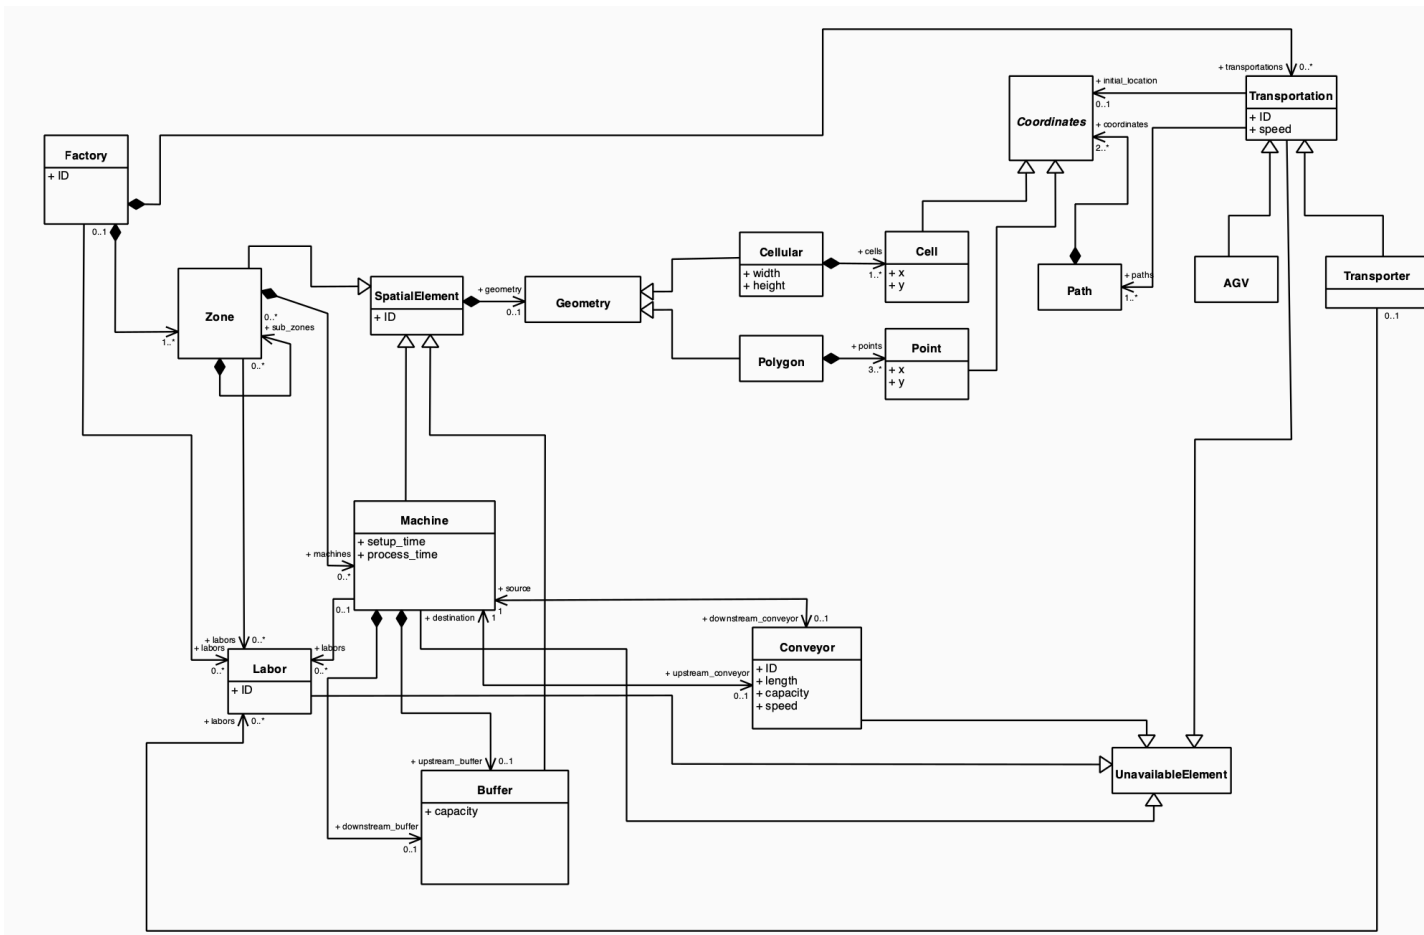 + transportations
0..*
+ initial_location
0..1
Transportation
+ ID
+ speed
Coordinates
+ coordinates
2..*
Factory
+ ID
0..1
Zone
1..*
0..*
+ sub_zones
0..*
SpatialElement
+ ID
+ geometry
0..1
Geometry
Cellular
+ width
+ height
+ cells
1..*
Cell
+ x
+ y
Polygon
+ points
3..*
Point
+ x
+ y
Path
+ paths
1..*
AGV
Transporter
0..1
Machine
+ setup_time
+ process_time
+ machines
0..*
0..1
+ source
1
+ destination
1
+ downstream_conveyor
0..1
Conveyor
+ ID
+ length
+ capacity
+ speed
+ upstream_conveyor
0..1
+ labors
0..*
+ labors
0..*
+ labors
0..*
Labor
+ ID
+ labors
0..*
UnavailableElement
+ upstream_buffer
0..1
Buffer
+ capacity
+ downstream_buffer
0..1